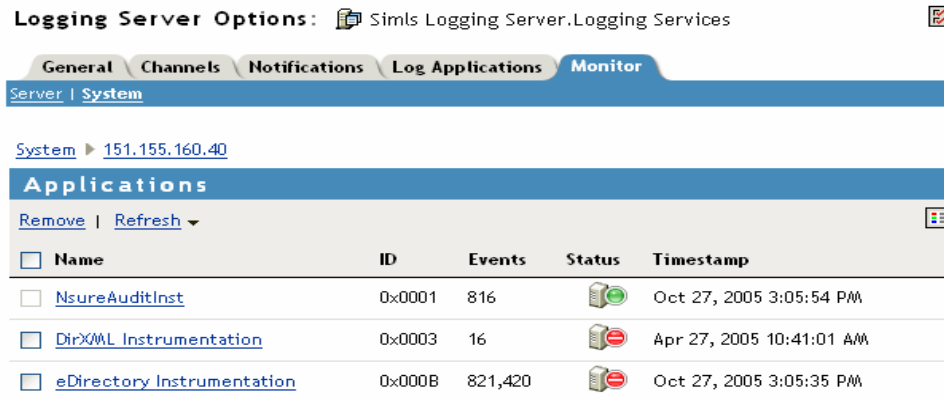 Logging Server Options: Simls Logging Server.Logging Services
General Channels Notifications Log Applications Monitor
Server | System
System 151.155.160.40
Applications
Remove | Refresh
Name ID Events Status Timestamp
NsureAuditInst 0x0001 816 Oct 27, 2005 3:05:54 PM
DirXML Instrumentation 0x0003 16 Apr 27, 2005 10:41:01 AM
eDirectory Instrumentation 0x000B 821,420 Oct 27, 2005 3:05:35 PM